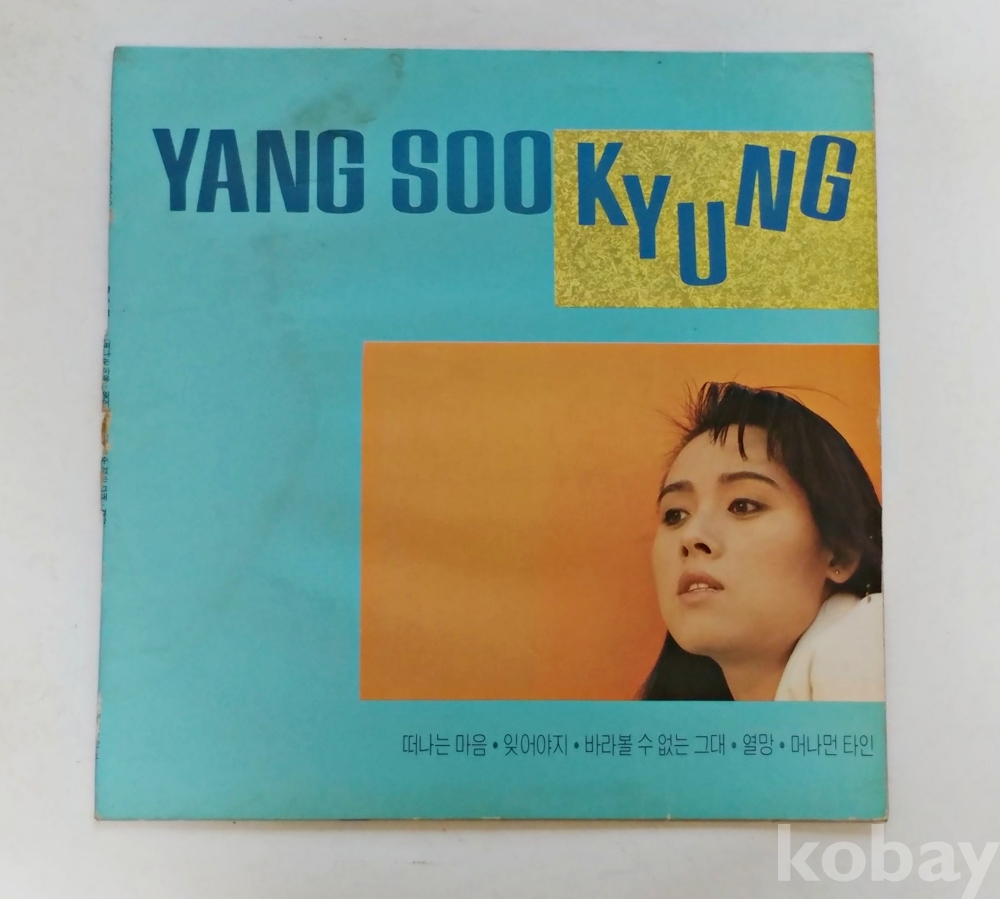 YANG SOO KYUNG
떠나는 마음 • 잊어야지 • 바라볼 수 없는 그대 • 열망 • 머나먼 타인
kobay